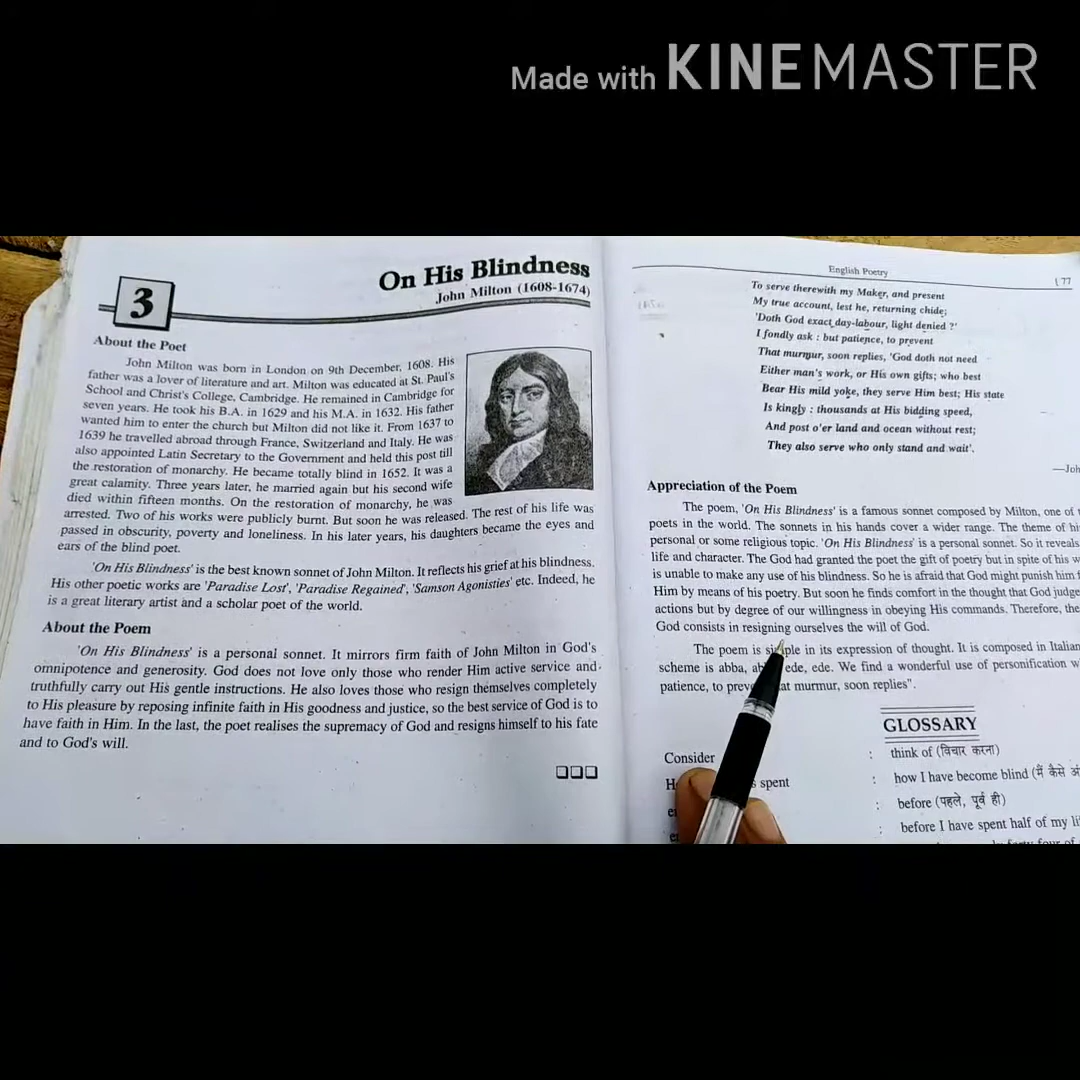 Made with KINEMASTER
3
On His Blindness
John Milton (1608-1674)
About the Poet
John Milton was born in London on 9th December, 1608. His
father was a lover of literature and art. Milton was educated at St. Paul's
School and Christ's College, Cambridge. He remained in Cambridge for
seven years. He took his B.A. in 1629 and his M.A. in 1632. His father
wanted him to enter the church but Milton did not like it. From 1637 to
1639 he travelled abroad through France, Switzerland and Italy. He was
also appointed Latin Secretary to the Government and held this post till
the restoration of monarchy. He became totally blind in 1652. It was a
great calamity. Three years later, he married again but his second wife
died within fifteen months. On the restoration of monarchy, he was
arrested. Two of his works were publicly burnt. But soon he was released. The rest of his life was
passed in obscurity, poverty and loneliness. In his later years, his daughters became the eyes and
ears of the blind poet.
'On His Blindness' is the best known sonnet of John Milton. It reflects his grief at his blindness.
His other poetic works are 'Paradise Lost', 'Paradise Regained', 'Samson Agonisties' etc. Indeed, he
is a great literary artist and a scholar poet of the world.
About the Poem
'On His Blindness' is a personal sonnet. It mirrors firm faith of John Milton in God's
omnipotence and generosity. God does not love only those who render Him active service and
truthfully carry out His gentle instructions. He also loves those who resign themselves completely
to His pleasure by reposing infinite faith in His goodness and justice, so the best service of God is to
have faith in Him. In the last, the poet realises the supremacy of God and resigns himself to his fate
and to God's will.
English Poetry
( 77
To serve therewith my Maker, and present
My true account, lest he, returning chide;
'Doth God exact day-labour, light denied ?'
I fondly ask : but patience, to prevent
That murmur, soon replies, 'God doth not need
Either man's work, or His own gifts; who best
Bear His mild yoke, they serve Him best; His state
Is kingly : thousands at His bidding speed,
And post o'er land and ocean without rest;
They also serve who only stand and wait'.
—Joh
Appreciation of the Poem
The poem, 'On His Blindness' is a famous sonnet composed by Milton, one of
poets in the world. The sonnets in his hands cover a wider range. The theme of
personal or some religious topic. 'On His Blindness' is a personal sonnet. So it reveals
life and character. The God had granted the poet the gift of poetry but in spite of his
is unable to make any use of his blindness. So he is afraid that God might punish him
Him by means of his poetry. But soon he finds comfort in the thought that God judge
actions but by degree of our willingness in obeying His commands. Therefore, the
God consists in resigning ourselves the will of God.
The poem is simple in its expression of thought. It is composed in Italian
scheme is abba, ede, ede. We find a wonderful use of personification
patience, to murmur, soon replies".
GLOSSARY
Consider : think of (विचार करना)
spent : how I have become blind (मैं कैसे
: before (पहले, पूर्व ही)
: before I have spent half of my